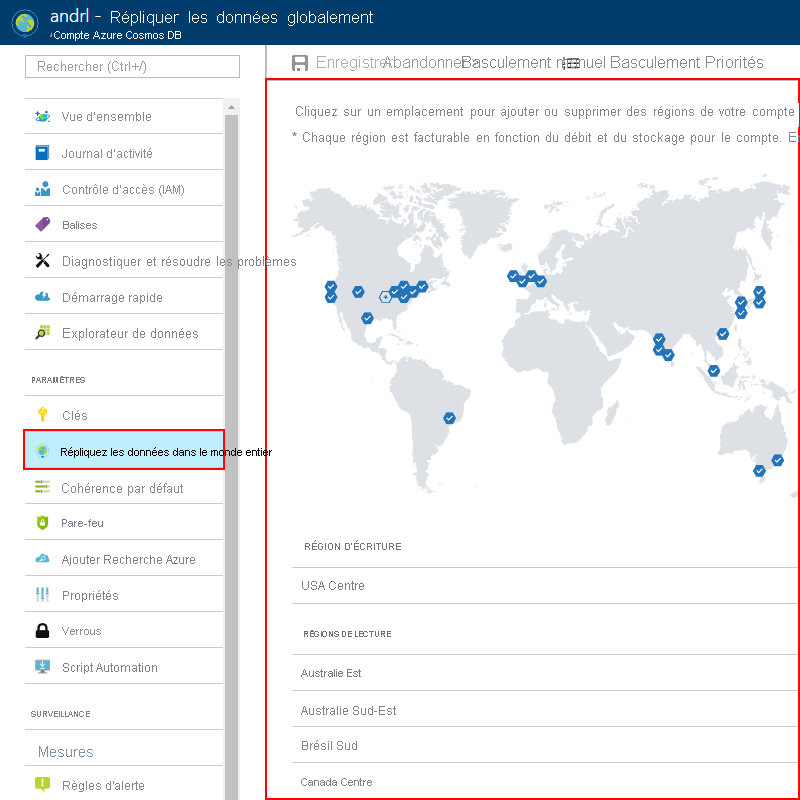 andrl - Répliquer les données globalement
Compte Azure Cosmos DB
Rechercher (Ctrl+/)
Vue d'ensemble
Journal d'activité
Contrôle d'accès (IAM)
Balises
Diagnostiquer et résoudre les problèmes
Démarrage rapide
Explorateur de données
PARAMÈTRES
Clés
Répliquez les données dans le monde entier
Cohérence par défaut
Pare-feu
Ajouter Recherche Azure
Propriétés
Verrous
Script Automation
SURVEILLANCE
Mesures
Règles d'alerte
Enregistrer Abandonner Basculement manuel Basculement Priorités
Cliquez sur un emplacement pour ajouter ou supprimer des régions de votre compte
* Chaque région est facturable en fonction du débit et du stockage pour le compte. E
RÉGION D'ÉCRITURE
USA Centre
RÉGIONS DE LECTURE
Australie Est
Australie Sud-Est
Brésil Sud
Canada Centre